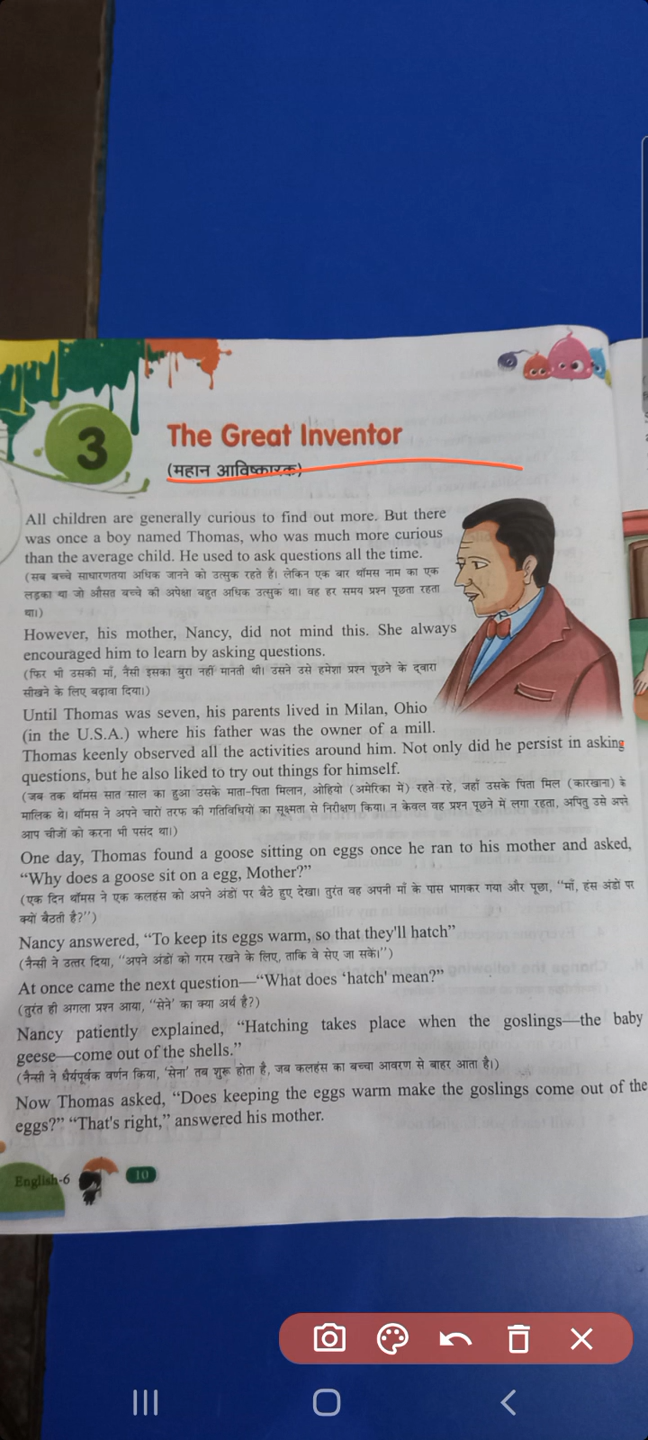 3
The Great Inventor
(महान आविष्कारक)
All children are generally curious to find out more. But there
was once a boy named Thomas, who was much more curious
than the average child. He used to ask questions all the time.
(सब बच्चे साधारणतया अधिक जानने को उत्सुक रहते हैं। लेकिन एक बार थॉमस नाम का एक
लड़का था जो औसत बच्चे की अपेक्षा बहुत अधिक उत्सुक था। वह हर समय प्रश्न पूछता रहता
था।)
However, his mother, Nancy, did not mind this. She always
encouraged him to learn by asking questions.
(फिर भी उसकी माँ, नैंसी इसका बुरा नहीं मानती थी। उसने उसे हमेशा प्रश्न पूछने के द्वारा
सीखने के लिए बढ़ावा दिया।)
Until Thomas was seven, his parents lived in Milan, Ohio
(in the U.S.A.) where his father was the owner of a mill.
Thomas keenly observed all the activities around him. Not only did he persist in asking
questions, but he also liked to try out things for himself.
(जब तक थॉमस सात साल का हुआ उसके माता-पिता मिलान, ओहियो (अमेरिका में) रहते रहे, जहाँ उसके पिता मिल (कारखाना) के
मालिक थे। थॉमस ने अपने चारों तरफ की गतिविधियों का सूक्ष्मता से निरीक्षण किया। न केवल वह प्रश्न पूछने में लगा रहता, अपितु उसे अपने
आप चीजों को करना भी पसंद था।)
One day, Thomas found a goose sitting on eggs once he ran to his mother and asked,
“Why does a goose sit on an egg, Mother?”
(एक दिन थॉमस ने एक कलहंस को अपने अंडों पर बैठे हुए देखा। तुरंत वह अपनी माँ के पास भागकर गया और पूछा, “माँ, हंस अंडों पर
क्यों बैठती है?”)
Nancy answered, “To keep its eggs warm, so that they'll hatch”
(नैन्सी ने उत्तर दिया, “अपने अंडों को गरम रखने के लिए, ताकि वे सेए जा सकें।”)
At once came the next question—“What does ‘hatch' mean?”
(तुरंत ही अगला प्रश्न आया, “सेने’ का क्या अर्थ है?)
Nancy patiently explained, “Hatching takes place when the goslings—the baby
geese—come out of the shells.”
(नैन्सी ने धैर्यपूर्वक वर्णन किया, ‘सेना’ तब शुरू होता है, जब कलहंस का बच्चा आवरण से बाहर आता है।)
Now Thomas asked, “Does keeping the eggs warm make the goslings come out of the
eggs?” “That's right,” answered his mother.
English-6
10